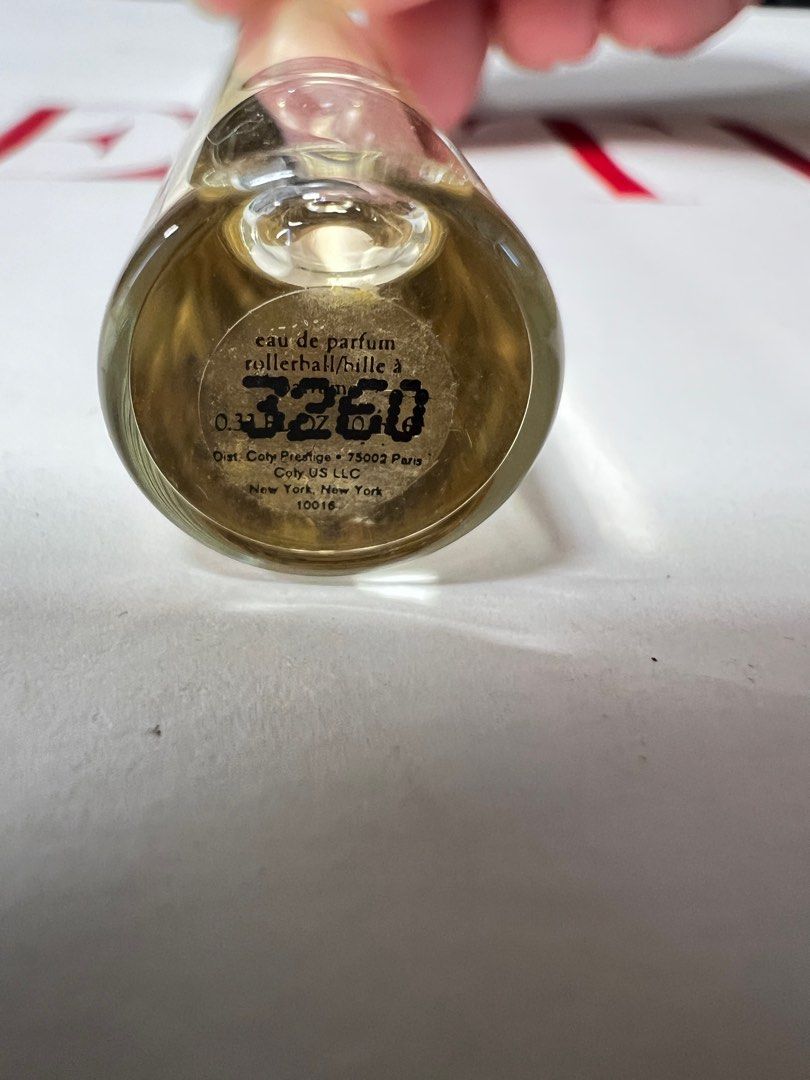 E T
eau de parfum
rollerball/bille à
3260
Dist. Coty Prestige • 75002 Paris
Coty US LLC
New York, New York
10016